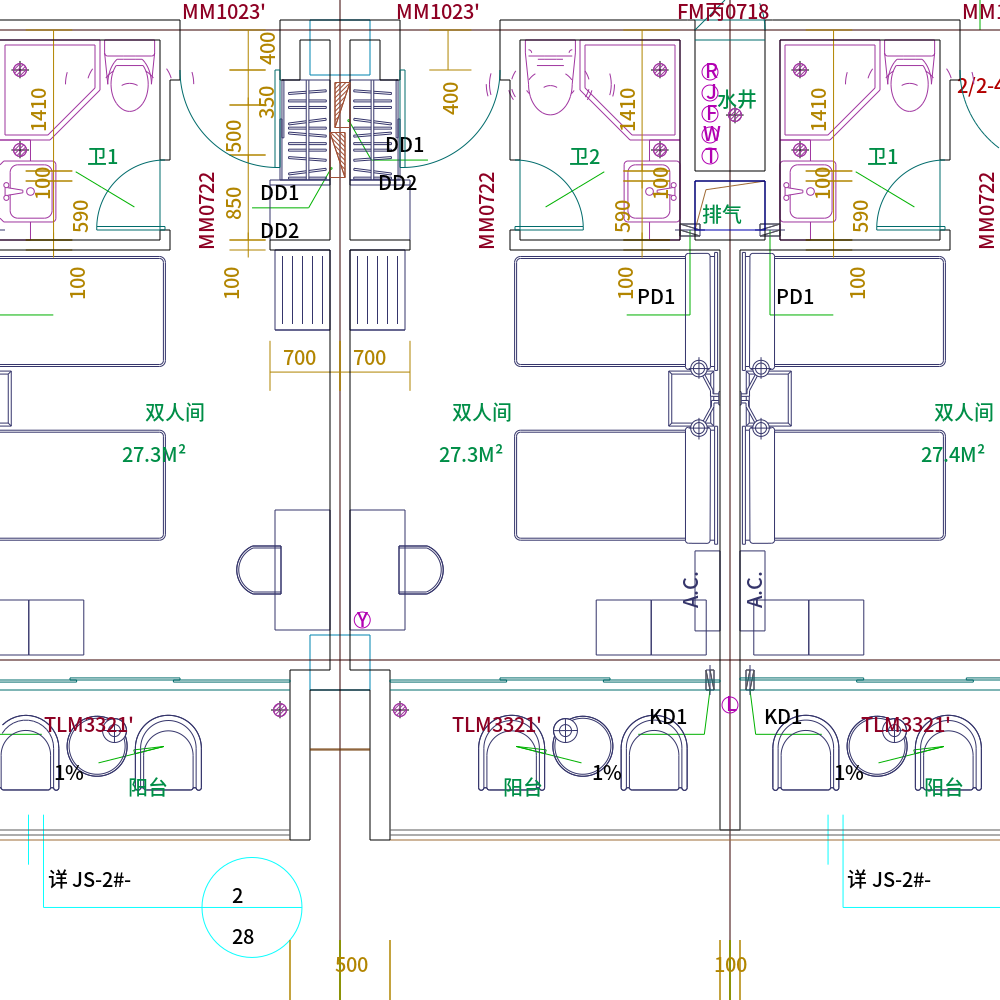 MM1023'
MM1023'
FM丙0718
MM1
400
350
500
850
100
400
1410
1410
1410
1410
2/2-4
R
J
F
W
T
水井
DD1
DD2
DD1
DD2
卫1
卫2
卫1
100
100
100
590
590
590
MM0722
MM0722
MM0722
排气
100
100
100
PD1
PD1
700
700
双人间
27.3M²
双人间
27.3M²
双人间
27.4M²
A.C.
A.C.
Y
L
KD1
KD1
TLM3321'
TLM3321'
TLM3321'
1%
1%
1%
阳台
阳台
阳台
详 JS-2#-
详 JS-2#-
2
28
500
100